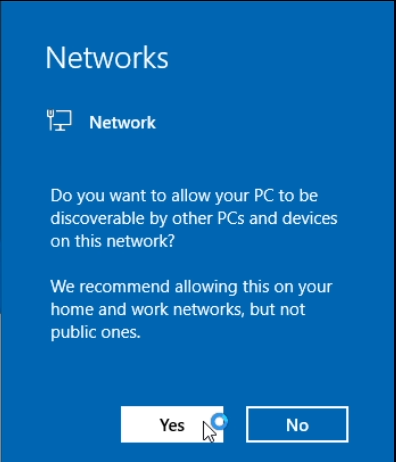 Networks
Network
Do you want to allow your PC to be
discoverable by other PCs and devices
on this network?
We recommend allowing this on your
home and work networks, but not
public ones.
Yes No